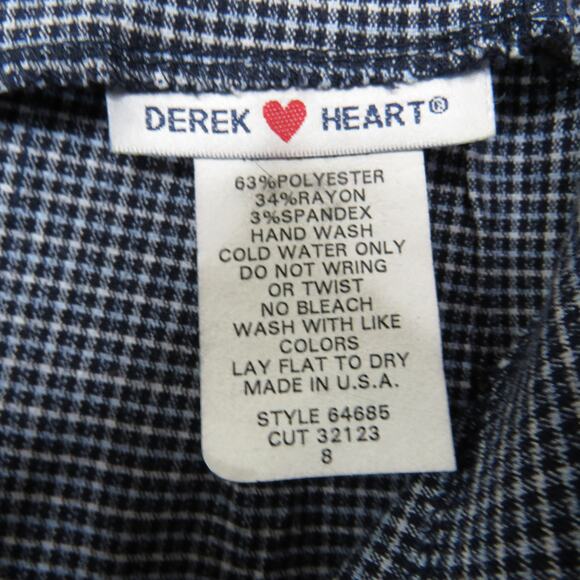 DEREK ❤ HEART®
63%POLYESTER
34%RAYON
3%SPANDEX
HAND WASH
COLD WATER ONLY
DO NOT WRING
OR TWIST
NO BLEACH
WASH WITH LIKE
COLORS
LAY FLAT TO DRY
MADE IN U.S.A.
STYLE 64685
CUT 32123
8